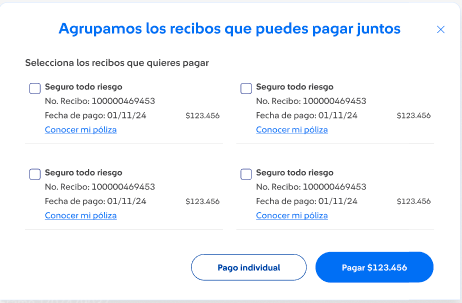 Agrupamos los recibos que puedes pagar juntos
Selecciona los recibos que quieres pagar
Seguro todo riesgo
No. Recibo: 100000469453
Fecha de pago: 01/11/24
$123.456
Conocer mi póliza
Seguro todo riesgo
No. Recibo: 100000469453
Fecha de pago: 01/11/24
$123.456
Conocer mi póliza
Seguro todo riesgo
No. Recibo: 100000469453
Fecha de pago: 01/11/24
$123.456
Conocer mi póliza
Seguro todo riesgo
No. Recibo: 100000469453
Fecha de pago: 01/11/24
$123.456
Conocer mi póliza
Pago individual
Pagar $123.456